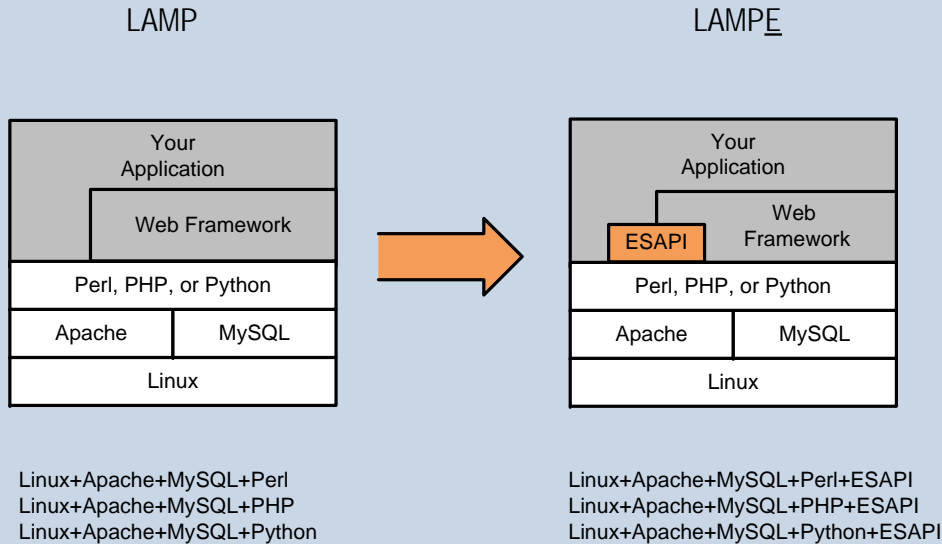 LAMP
Your
Application
Web Framework
Perl, PHP, or Python
Apache
MySQL
Linux
Linux+Apache+MySQL+Perl
Linux+Apache+MySQL+PHP
Linux+Apache+MySQL+Python
LAMPE
Your
Application
Web
Framework
ESAPI
Perl, PHP, or Python
Apache
MySQL
Linux
Linux+Apache+MySQL+Perl+ESAPI
Linux+Apache+MySQL+PHP+ESAPI
Linux+Apache+MySQL+Python+ESAPI